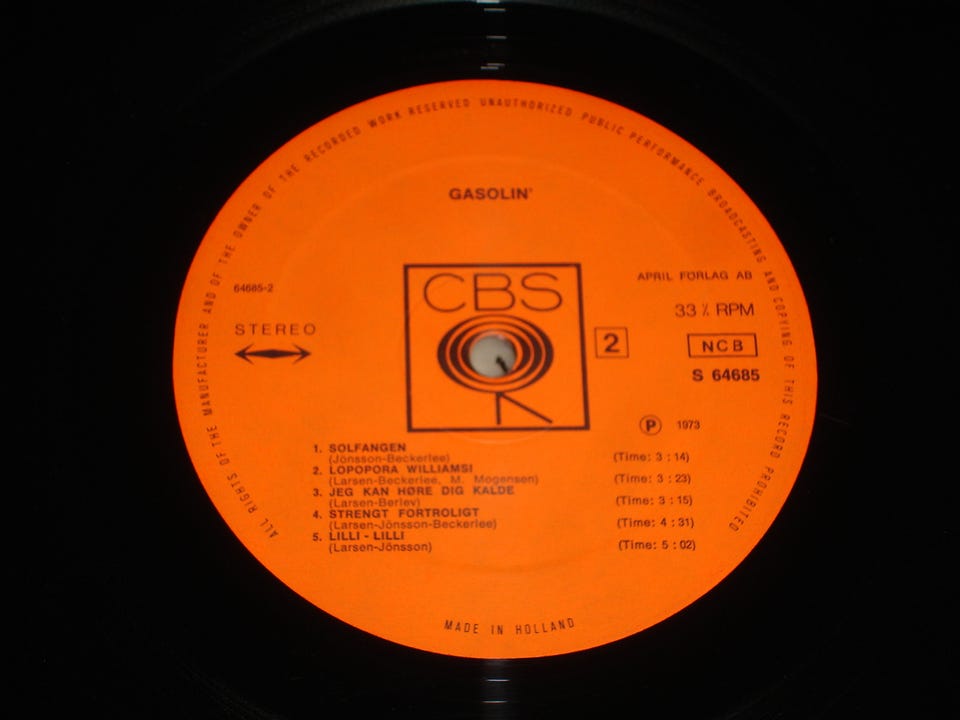 ALL RIGHTS OF THE MANUFACTURER AND OF THE OWNER OF THE RECORDED WORK RESERVED UNAUTHORIZED PUBLIC PERFORMANCE BROADCASTING AND COPYING OF THIS RECORD PROHIBITED
GASOLIN'
CBS
64685-2
STEREO
2
APRIL FÖRLAG AB
33 ⅓ RPM
NCB
S 64685
Ⓟ 1973
1. SOLFANGEN (Time: 3 : 14)
(Jönsson-Beckerlee)
2. LOPOPORA WILLIAMSI (Time: 3 : 23)
(Larsen-Beckerlee, M. Mogensen)
3. JEG KAN HØRE DIG KALDE (Time: 3 : 15)
(Larsen-Berlev)
4. STRENGT FORTROLIGT (Time: 4 : 31)
(Larsen-Jönsson-Beckerlee)
5. LILLI - LILLI (Time: 5 : 02)
(Larsen-Jönsson)
MADE IN HOLLAND